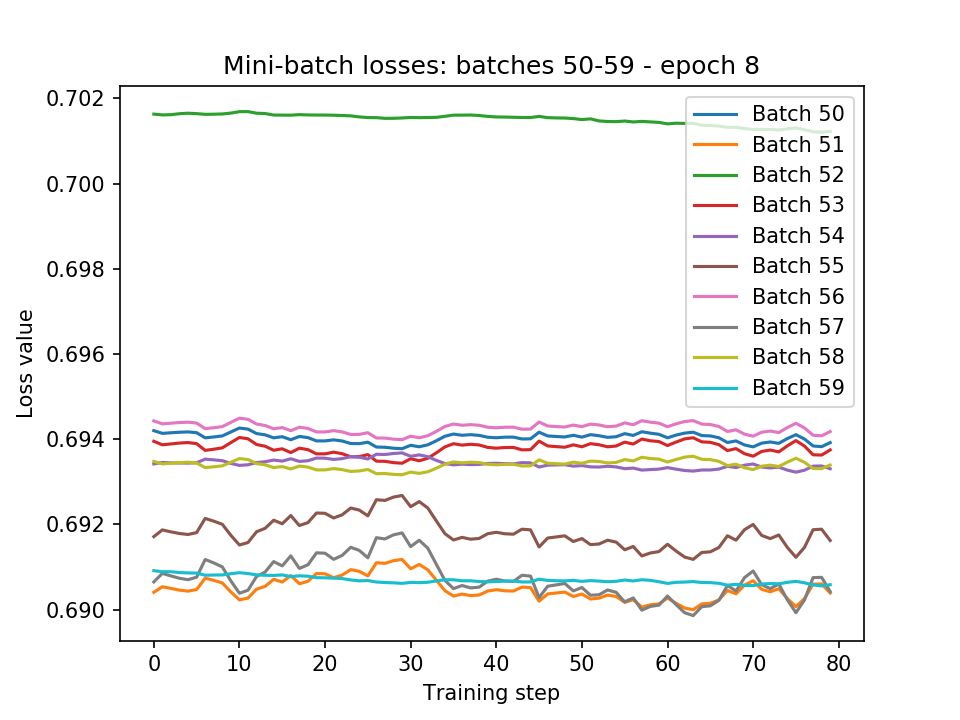 Mini-batch losses: batches 50-59 - epoch 8
Loss value
0.702
0.700
0.698
0.696
0.694
0.692
0.690
Batch 50
Batch 51
Batch 52
Batch 53
Batch 54
Batch 55
Batch 56
Batch 57
Batch 58
Batch 59
0 10 20 30 40 50 60 70 80
Training step